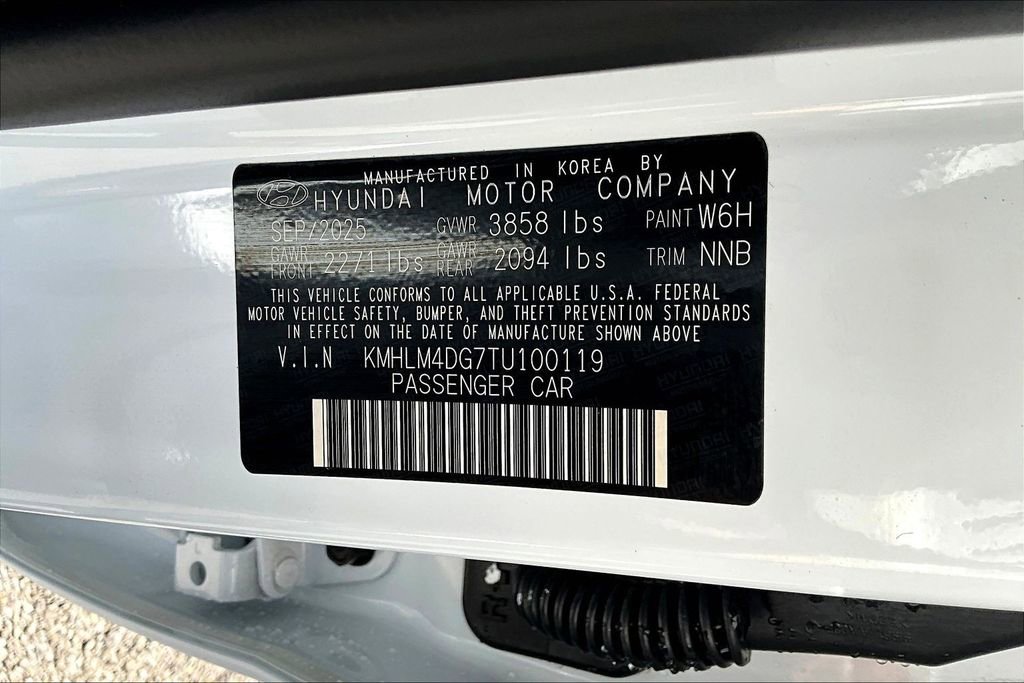 MANUFACTURED IN KOREA BY
HYUNDAI MOTOR COMPANY
SEP/2025 GVWR 3858 lbs PAINT W6H
GAWR FRONT 2271 lbs GAWR REAR 2094 lbs TRIM NNB
THIS VEHICLE CONFORMS TO ALL APPLICABLE U.S.A. FEDERAL
MOTOR VEHICLE SAFETY, BUMPER, AND THEFT PREVENTION STANDARDS
IN EFFECT ON THE DATE OF MANUFACTURE SHOWN ABOVE
V.I.N KMHLM4DG7TU100119
PASSENGER CAR